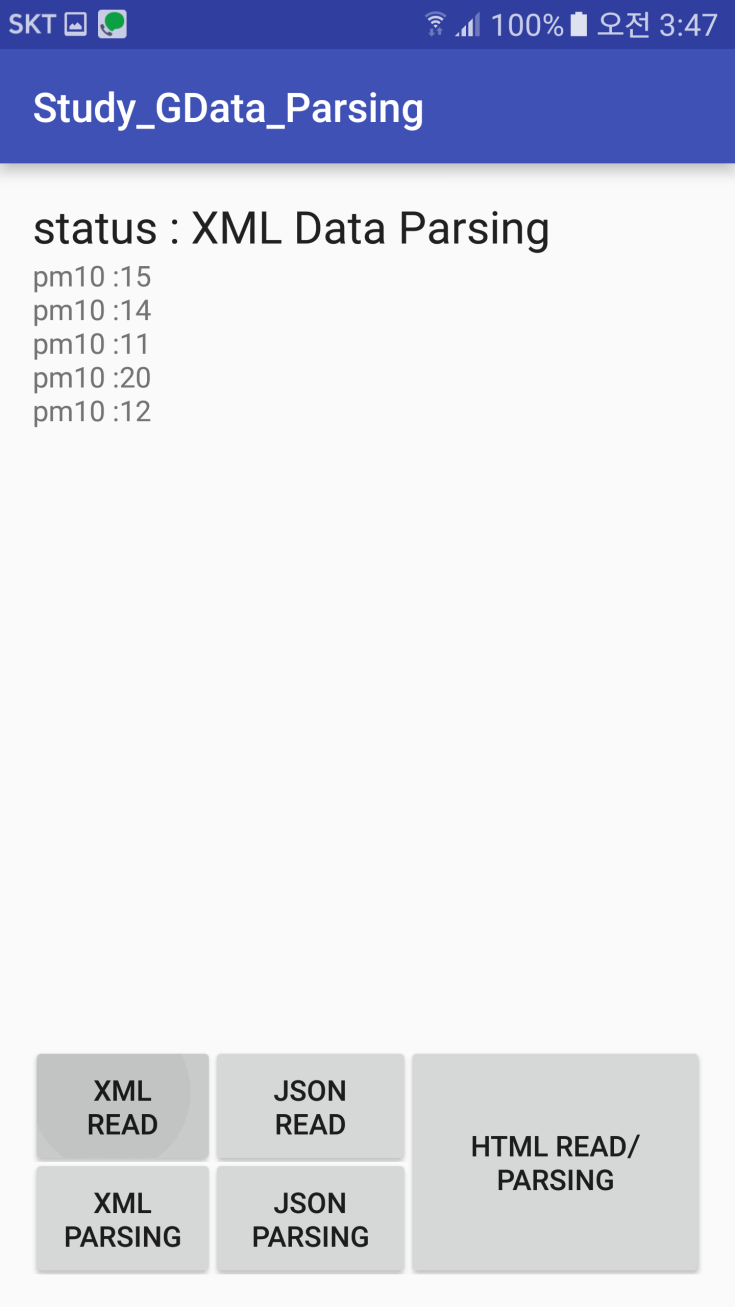 SKT 100% 오전 3:47
Study_GData_Parsing
status : XML Data Parsing
pm10 :15
pm10 :14
pm10 :11
pm10 :20
pm10 :12
XML
READ
JSON
READ
HTML READ/
PARSING
XML
PARSING
JSON
PARSING